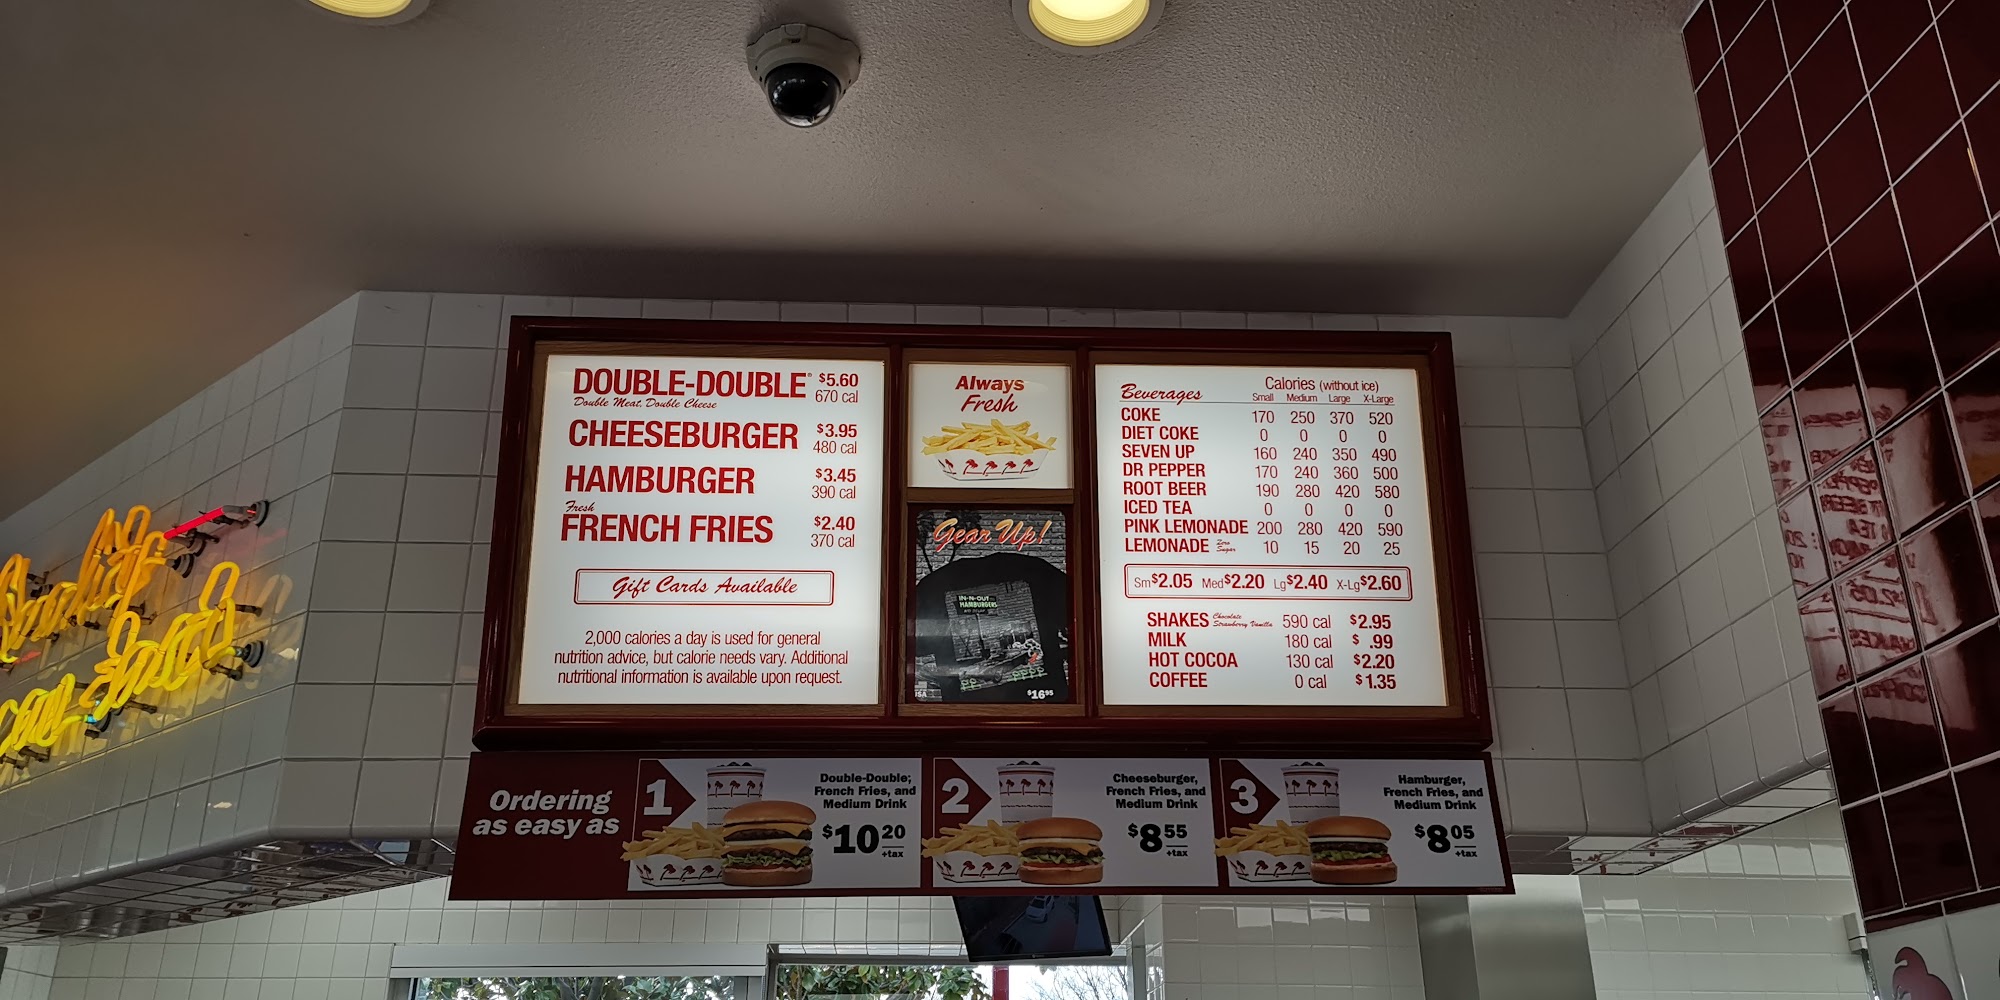 DOUBLE-DOUBLE® $5.60
Double Meat, Double Cheese 670 cal
CHEESEBURGER $3.95
480 cal
HAMBURGER $3.45
390 cal
Fresh
FRENCH FRIES $2.40
370 cal
Gift Cards Available
2,000 calories a day is used for general
nutrition advice, but calorie needs vary. Additional
nutritional information is available upon request.
Always
Fresh
Gear Up!
IN-N-OUT
HAMBURGERS
$16.95
Beverages Calories (without ice)
Small Medium Large X-Large
COKE 170 250 370 520
DIET COKE 0 0 0 0
SEVEN UP 160 240 350 490
DR PEPPER 170 240 360 500
ROOT BEER 190 280 420 580
ICED TEA 0 0 0 0
PINK LEMONADE 200 280 420 590
LEMONADE Zero Sugar 10 15 20 25
Sm$2.05 Med$2.20 Lg$2.40 X-Lg$2.60
SHAKES Chocolate Strawberry Vanilla 590 cal $2.95
MILK 180 cal $ .99
HOT COCOA 130 cal $2.20
COFFEE 0 cal $1.35
Ordering
as easy as
1
Double-Double,
French Fries, and
Medium Drink
$10 20
+tax
2
Cheeseburger,
French Fries, and
Medium Drink
$8 55
+tax
3
Hamburger,
French Fries, and
Medium Drink
$8 05
+tax